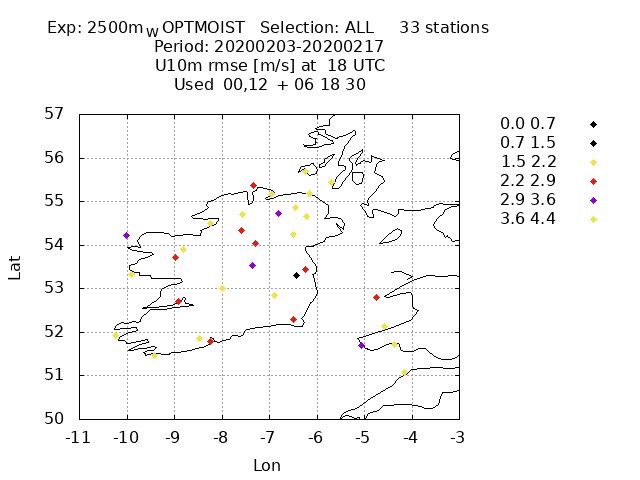 Exp: 2500mW OPTMOIST Selection: ALL 33 stations
Period: 20200203-20200217
U10m rmse [m/s] at 18 UTC
Used 00,12 + 06 18 30
57
56
55
54
53
52
51
50
-11 -10 -9 -8 -7 -6 -5 -4 -3
Lat
Lon
0.0 0.7
0.7 1.5
1.5 2.2
2.2 2.9
2.9 3.6
3.6 4.4